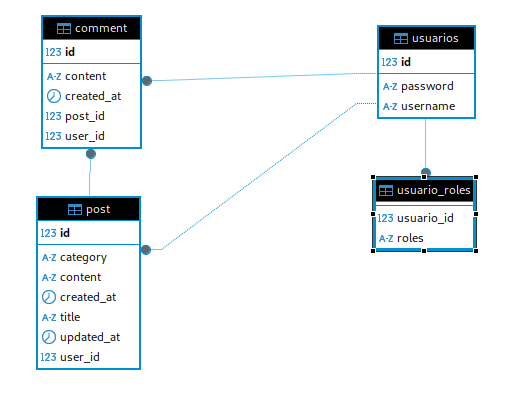 comment
123 id
A-Z content
created_at
123 post_id
123 user_id
usuarios
123 id
A-Z password
A-Z username
usuario_roles
123 usuario_id
A-Z roles
post
123 id
A-Z category
A-Z content
created_at
A-Z title
updated_at
123 user_id